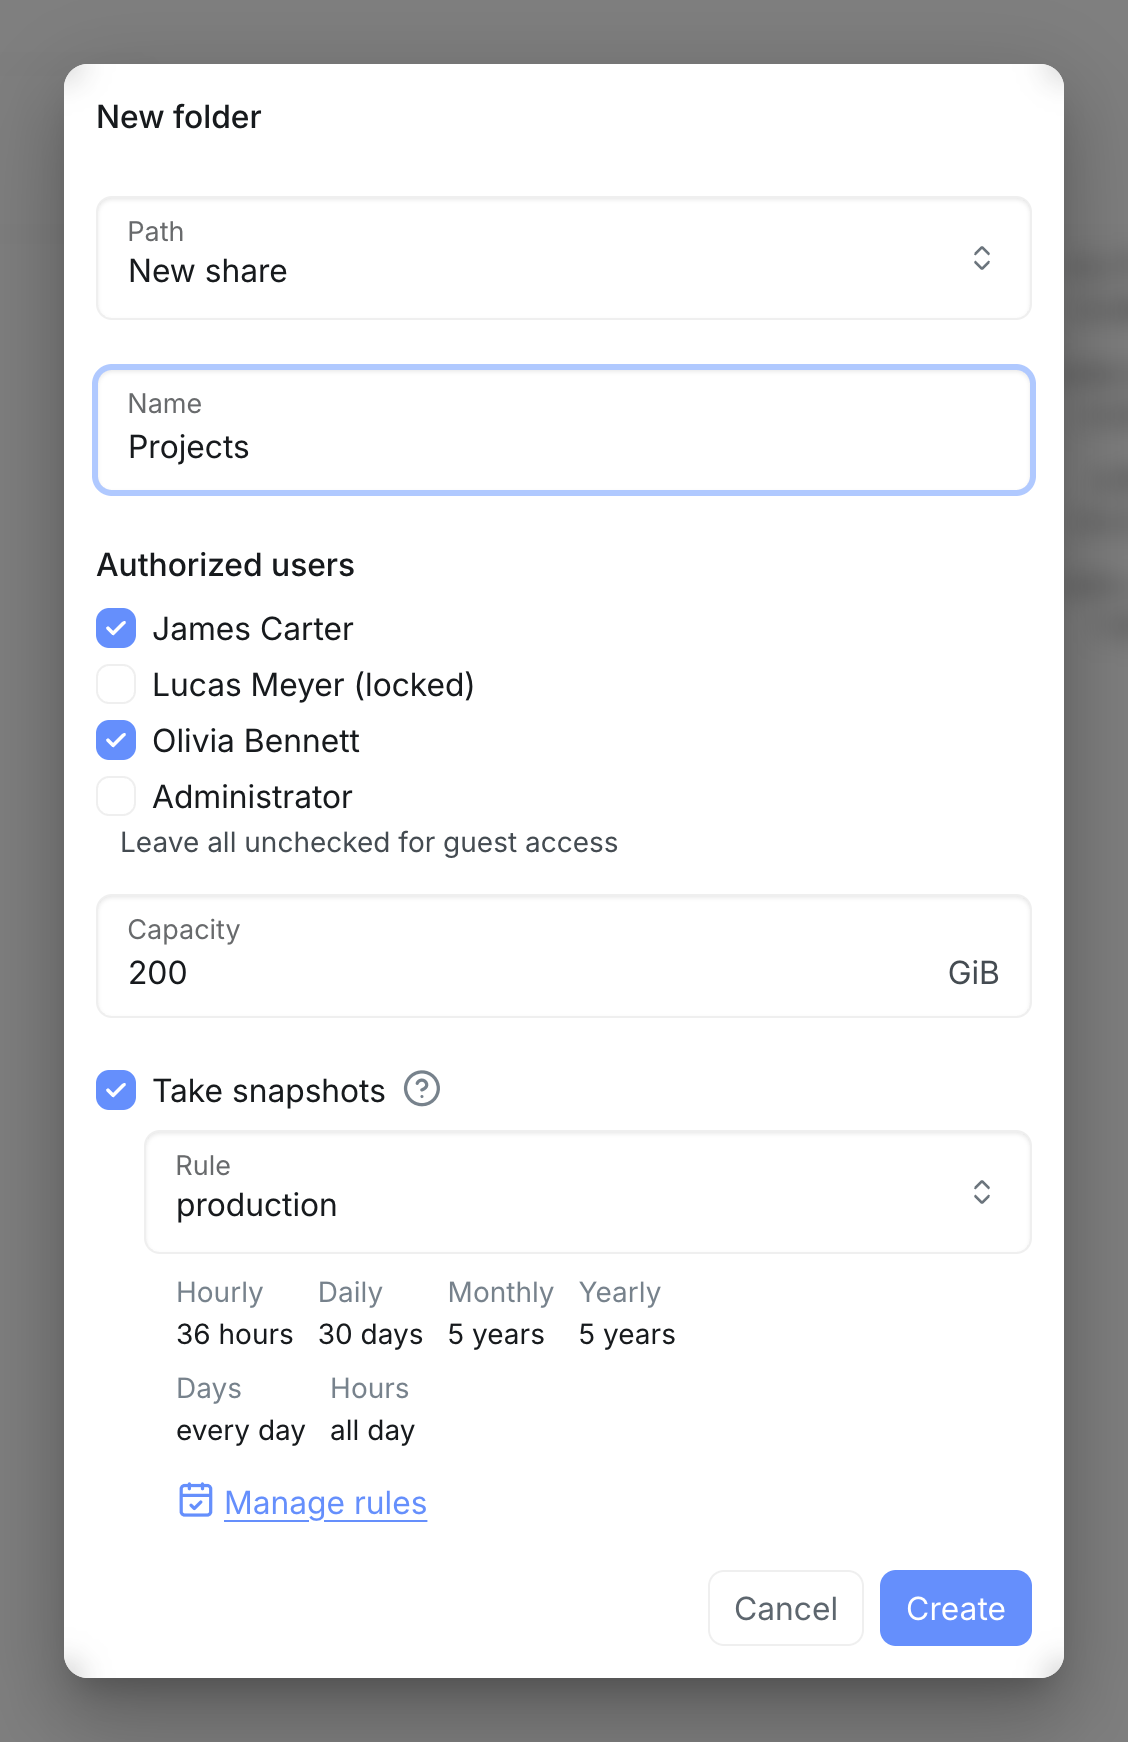 New folder
Path
New share
Name
Projects
Authorized users
James Carter
Lucas Meyer (locked)
Olivia Bennett
Administrator
Leave all unchecked for guest access
Capacity
200 GiB
Take snapshots
Rule
production
Hourly Daily Monthly Yearly
36 hours 30 days 5 years 5 years
Days Hours
every day all day
Manage rules
Cancel Create